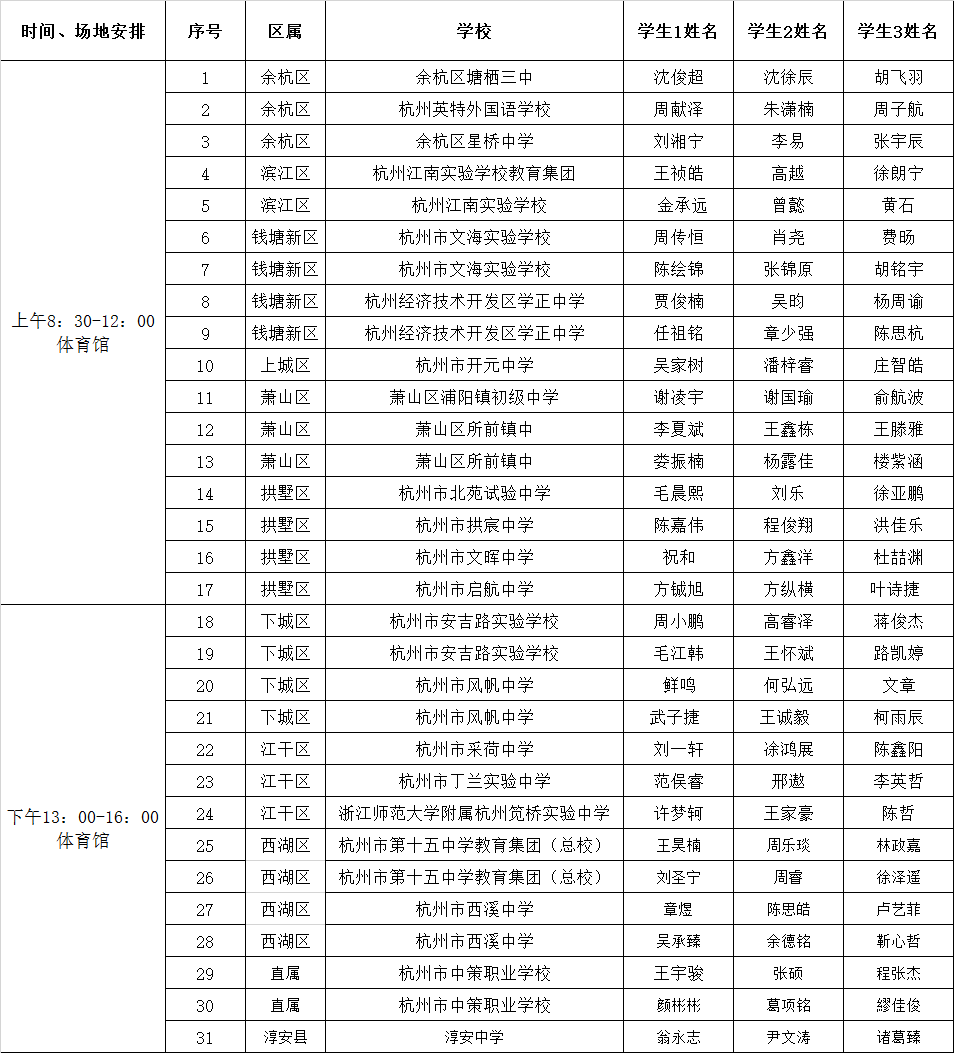 时间、场地安排 序号 区属 学校 学生1姓名 学生2姓名 学生3姓名
上午8：30-12：00
体育馆
1 余杭区 余杭区塘栖三中 沈俊超 沈徐辰 胡飞羽
2 余杭区 杭州英特外国语学校 周献泽 朱潇楠 周子航
3 余杭区 余杭区星桥中学 刘湘宁 李易 张宇辰
4 滨江区 杭州江南实验学校教育集团 王祯皓 高越 徐朗宁
5 滨江区 杭州江南实验学校 金承远 曾懿 黄石
6 钱塘新区 杭州市文海实验学校 周传恒 肖尧 费旸
7 钱塘新区 杭州市文海实验学校 陈绘锦 张锦原 胡铭宇
8 钱塘新区 杭州经济技术开发区学正中学 贾俊楠 吴昀 杨周谕
9 钱塘新区 杭州经济技术开发区学正中学 任祖铭 章少强 陈思杭
10 上城区 杭州市开元中学 吴家树 潘梓睿 庄智皓
11 萧山区 萧山区浦阳镇初级中学 谢凌宇 谢国瑜 俞航波
12 萧山区 萧山区所前镇中 李夏斌 王鑫栋 王滕雅
13 萧山区 萧山区所前镇中 娄振楠 杨露佳 楼紫涵
14 拱墅区 杭州市北苑试验中学 毛晨熙 刘乐 徐亚鹏
15 拱墅区 杭州市拱宸中学 陈嘉伟 程俊翔 洪佳乐
16 拱墅区 杭州市文晖中学 祝和 方鑫洋 杜喆渊
17 拱墅区 杭州市启航中学 方铖旭 方纵横 叶诗捷
下午13：00-16：00
体育馆
18 下城区 杭州市安吉路实验学校 周小鹏 高睿泽 蒋俊杰
19 下城区 杭州市安吉路实验学校 毛江韩 王怀斌 路凯婷
20 下城区 杭州市风帆中学 鲜鸣 何弘远 文章
21 下城区 杭州市风帆中学 武子捷 王诚毅 柯雨辰
22 江干区 杭州市采荷中学 刘一轩 涂鸿展 陈鑫阳
23 江干区 杭州市丁兰实验中学 范俣睿 邢遨 李英哲
24 江干区 浙江师范大学附属杭州笕桥实验中学 许梦轲 王家豪 陈哲
25 西湖区 杭州市第十五中学教育集团（总校） 王昊楠 周乐琰 林政嘉
26 西湖区 杭州市第十五中学教育集团（总校） 刘圣宁 周睿 徐泽遥
27 西湖区 杭州市西溪中学 章煜 陈思皓 卢艺菲
28 西湖区 杭州市西溪中学 吴承臻 余德铭 靳心哲
29 直属 杭州市中策职业学校 王宇骏 张硕 程张杰
30 直属 杭州市中策职业学校 颜彬彬 葛项铭 繆佳俊
31 淳安县 淳安中学 翁永志 尹文涛 诸葛臻